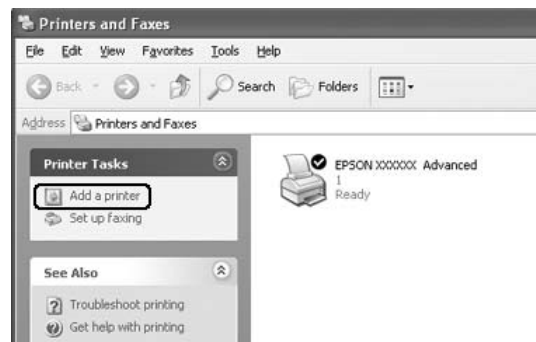 Printers and Faxes
File Edit View Favorites Tools Help
Back Search Folders
Address Printers and Faxes
Printer Tasks
Add a printer
Set up faxing
See Also
Troubleshoot printing
Get help with printing
EPSON XXXXXX Advanced
1
Ready